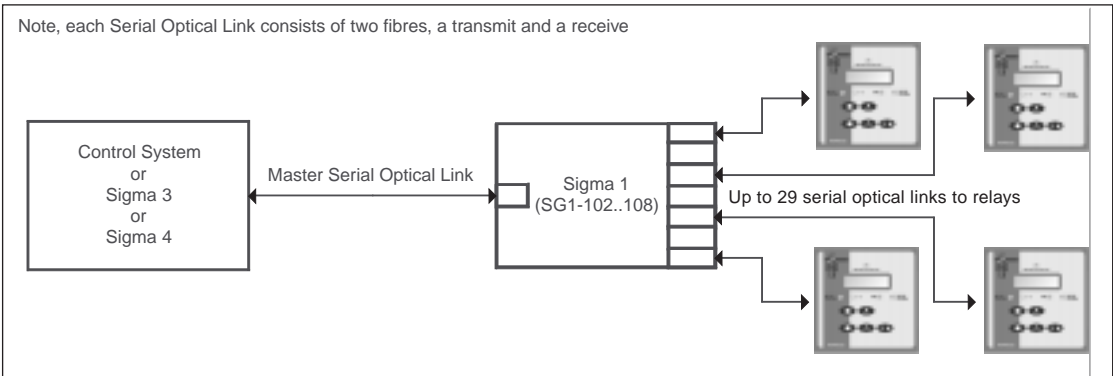 Note, each Serial Optical Link consists of two fibres, a transmit and a receive
Control System
or
Sigma 3
or
Sigma 4
Master Serial Optical Link
Sigma 1
(SG1-102..108)
Up to 29 serial optical links to relays